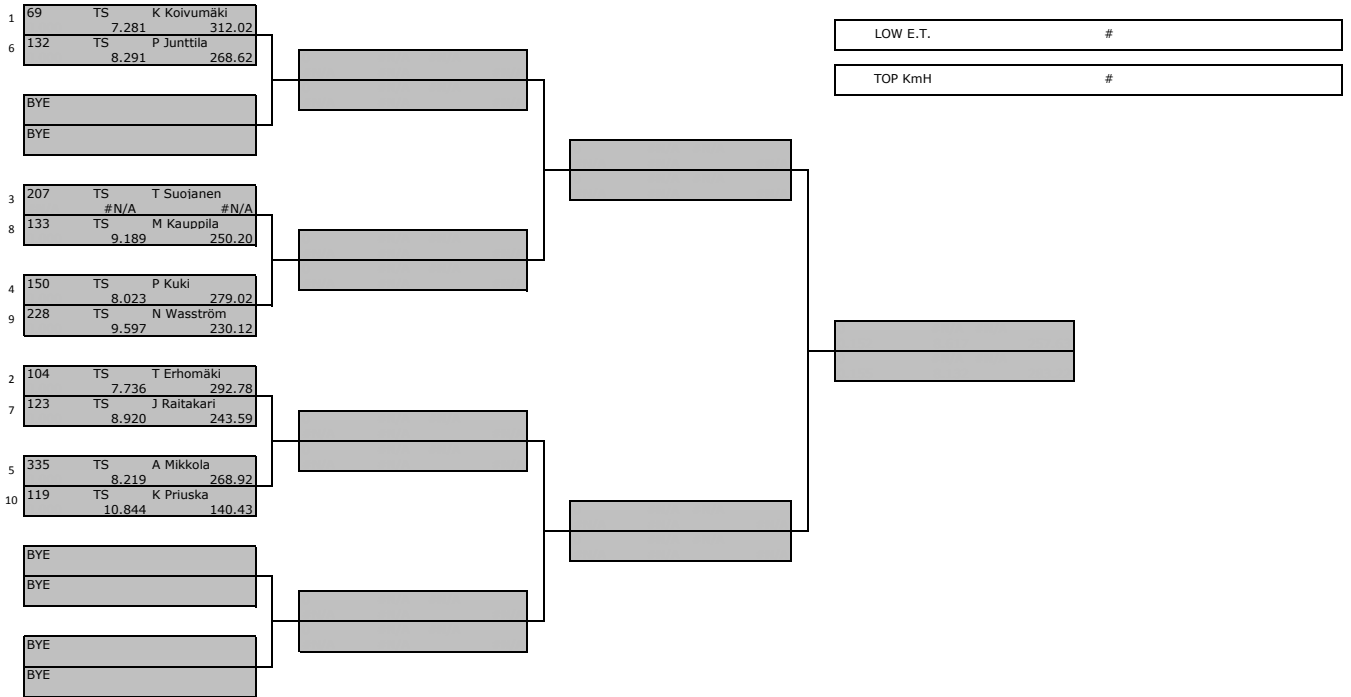 1 69 TS K Koivumäki
7.281 312.02
6 132 TS P Junttila
8.291 268.62
BYE
BYE
3 207 TS T Suojanen
#N/A #N/A
8 133 TS M Kauppila
9.189 250.20
4 150 TS P Kuki
8.023 279.02
9 228 TS N Wasström
9.597 230.12
2 104 TS T Erhomäki
7.736 292.78
7 123 TS J Raitakari
8.920 243.59
5 335 TS A Mikkola
8.219 268.92
10 119 TS K Priuska
10.844 140.43
BYE
BYE
BYE
BYE
LOW E.T. #
TOP KmH #